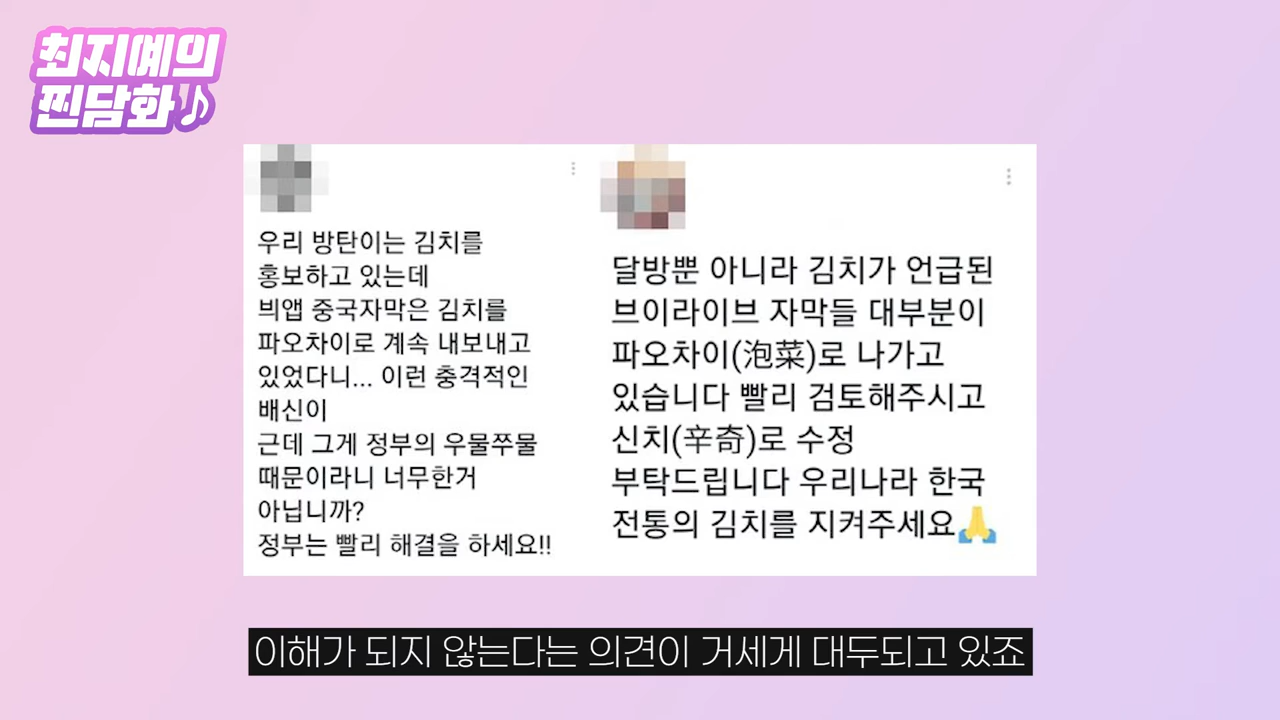 최지예의
찐담화♪
우리 방탄이는 김치를
홍보하고 있는데
븨앱 중국자막은 김치를
파오차이로 계속 내보내고
있었다니... 이런 충격적인
배신이
근데 그게 정부의 우물쭈물
때문이라니 너무한거
아닙니까?
정부는 빨리 해결을 하세요!!
달방뿐 아니라 김치가 언급된
브이라이브 자막들 대부분이
파오차이(泡菜)로 나가고
있습니다 빨리 검토해주시고
신치(辛奇)로 수정
부탁드립니다 우리나라 한국
전통의 김치를 지켜주세요🙏
이해가 되지 않는다는 의견이 거세게 대두되고 있죠